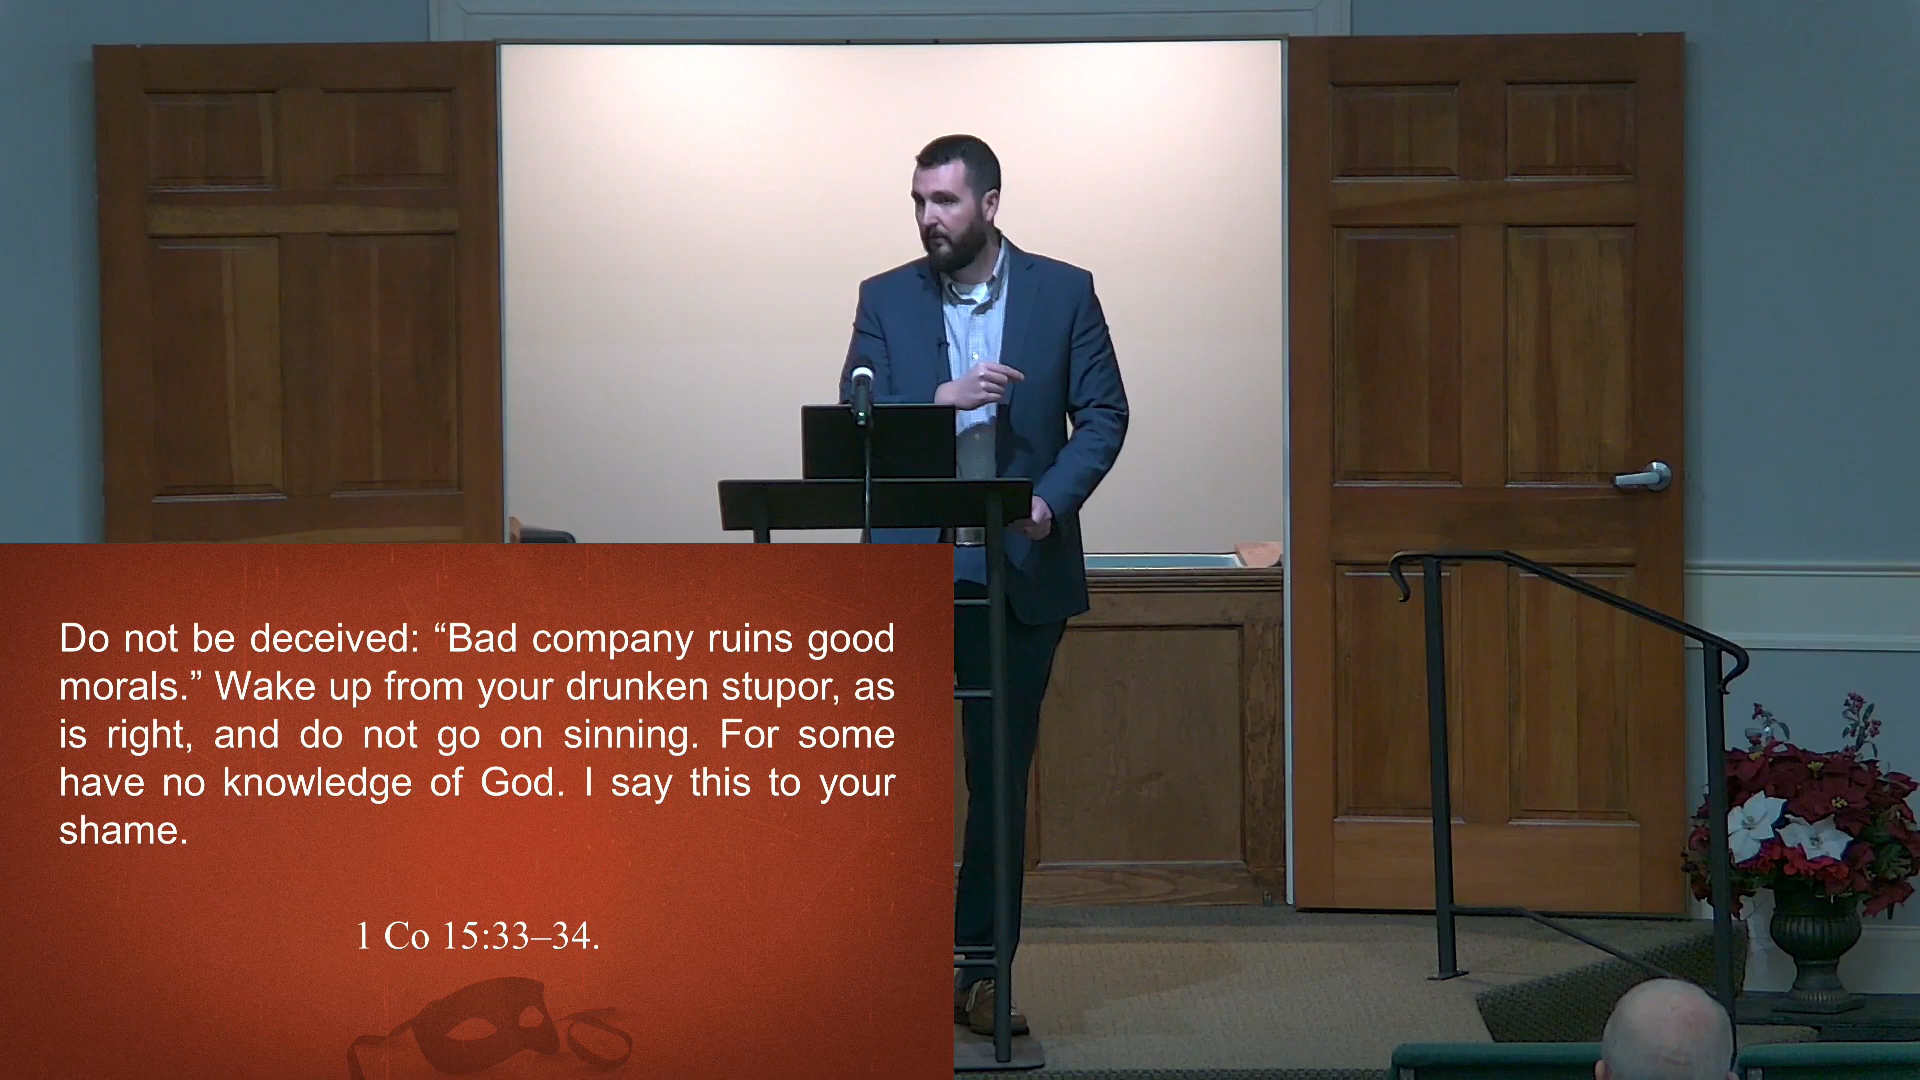 Do not be deceived: “Bad company ruins good
morals.” Wake up from your drunken stupor, as
is right, and do not go on sinning. For some
have no knowledge of God. I say this to your
shame.
1 Co 15:33–34.